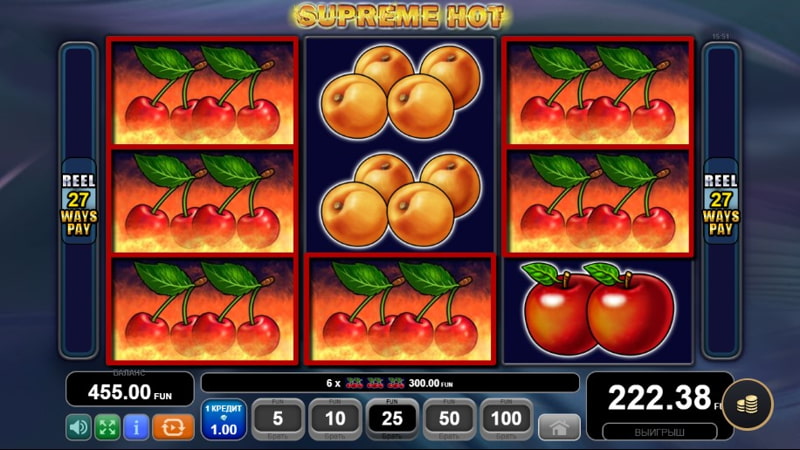 SUPREME HOT
15:51
REEL
27
WAYS
PAY
REEL
27
WAYS
PAY
БАЛАНС
455.00 FUN
6 x 300.00 FUN
222.38
ВЫИГРЫШ
1 КРЕДИТ
1.00
FUN
5
Брать
FUN
10
Брать
FUN
25
Брать
FUN
50
Брать
FUN
100
Брать